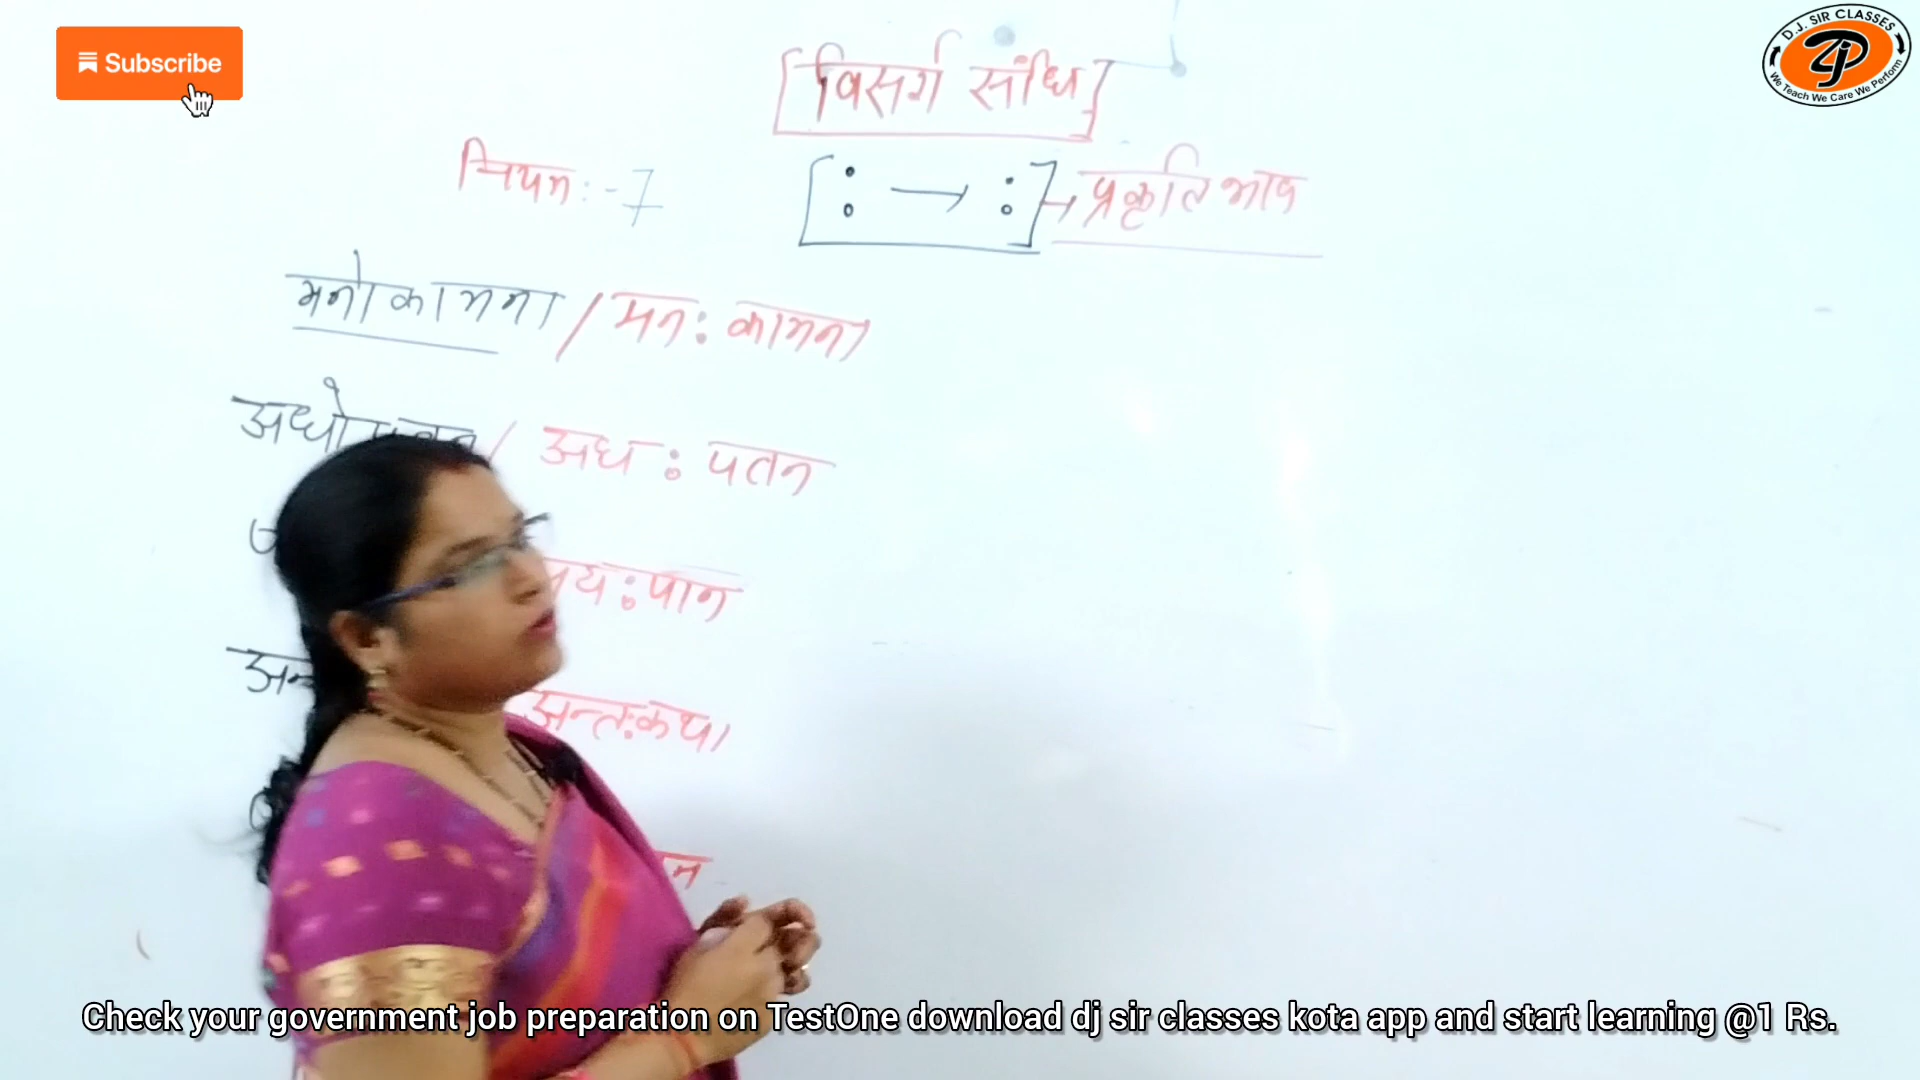 Subscribe
D.J. SIR CLASSES
We Teach We Care We Perform
[विसर्ग संधि]
नियम:-7 [: → :] → प्रकृति भाव
मनोकामना / मन: कामना
/ अध: पतन
पय:पान
अन्त:कथा
Check your government job preparation on TestOne download dj sir classes kota app and start learning @1 Rs.